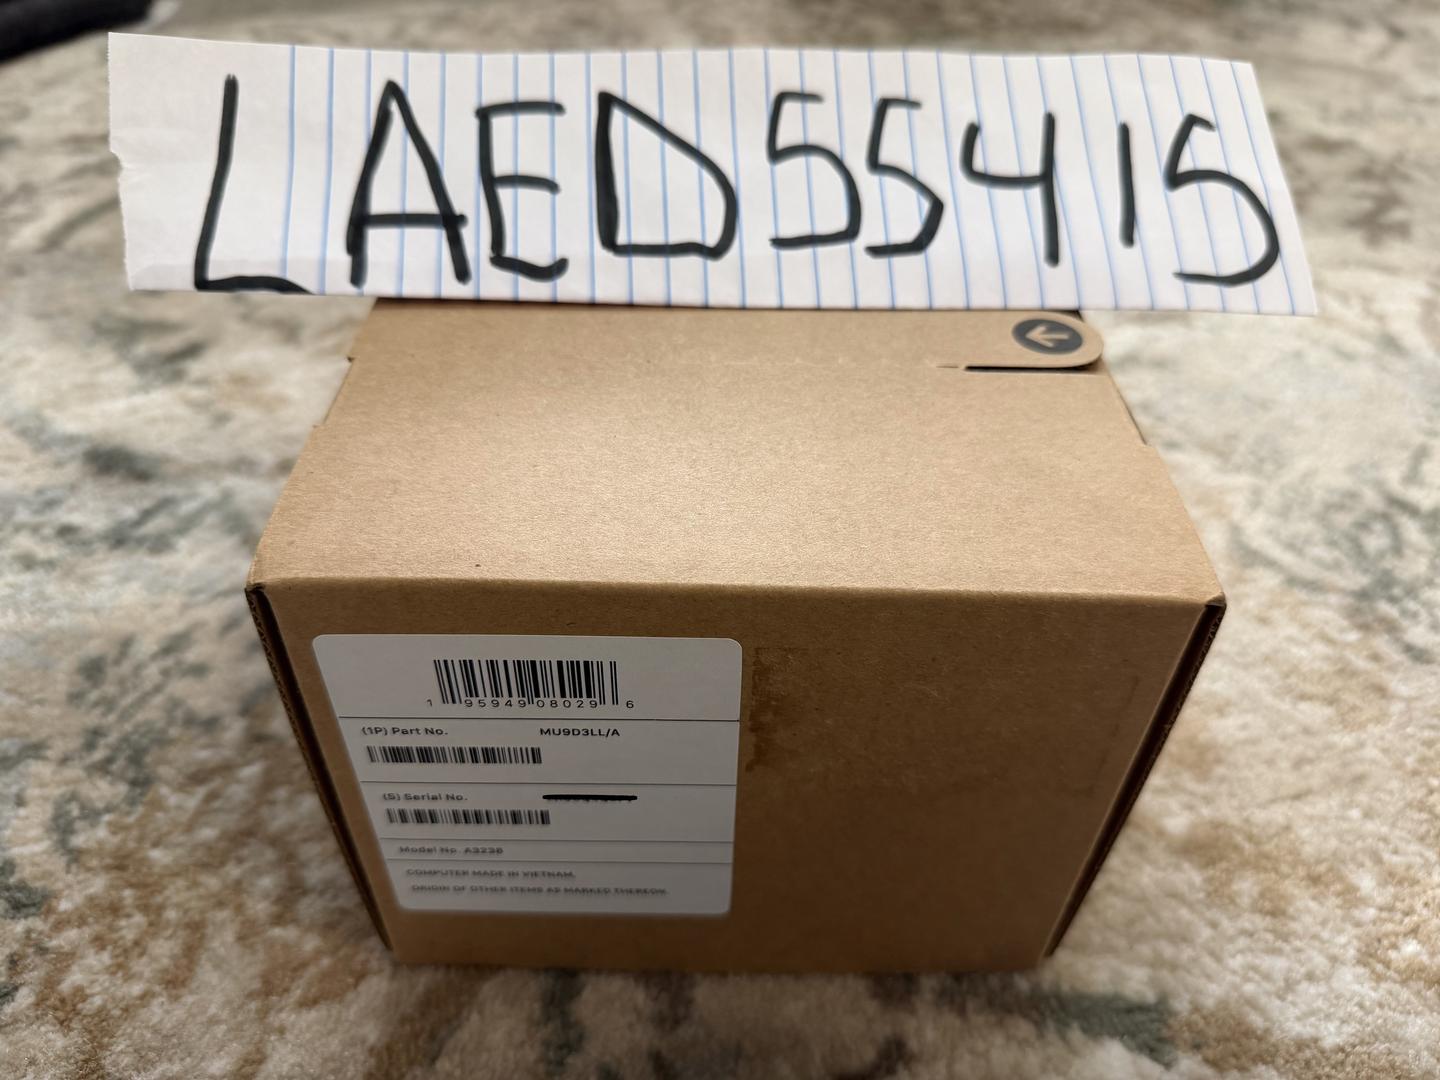 LAED55415
1 95949 08029 6
(1P) Part No. MU9D3LL/A
(S) Serial No.
Model No. A3238
COMPUTER MADE IN VIETNAM.
ORIGIN OF OTHER ITEMS AS MARKED THEREON.